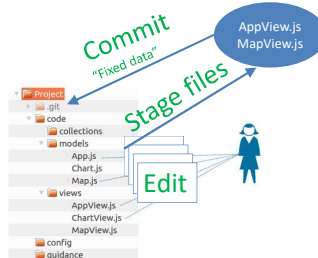 Commit
"Fixed data"
AppView.js
MapView.js
Stage files
Project
.git
code
collections
models
App.js
Chart.js
Map.js
Edit
views
AppView.js
ChartView.js
MapView.js
config
guidance